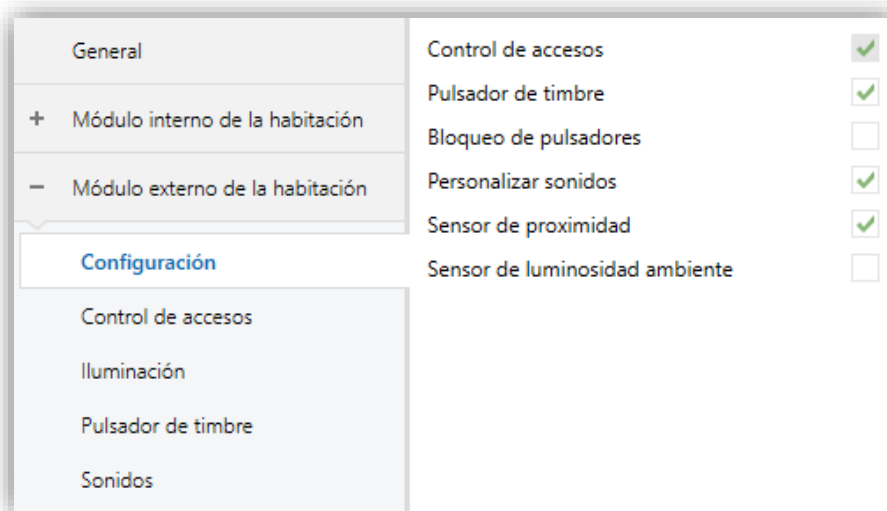 General
+ Módulo interno de la habitación
− Módulo externo de la habitación
Configuración
Control de accesos
Iluminación
Pulsador de timbre
Sonidos
Control de accesos
Pulsador de timbre
Bloqueo de pulsadores
Personalizar sonidos
Sensor de proximidad
Sensor de luminosidad ambiente